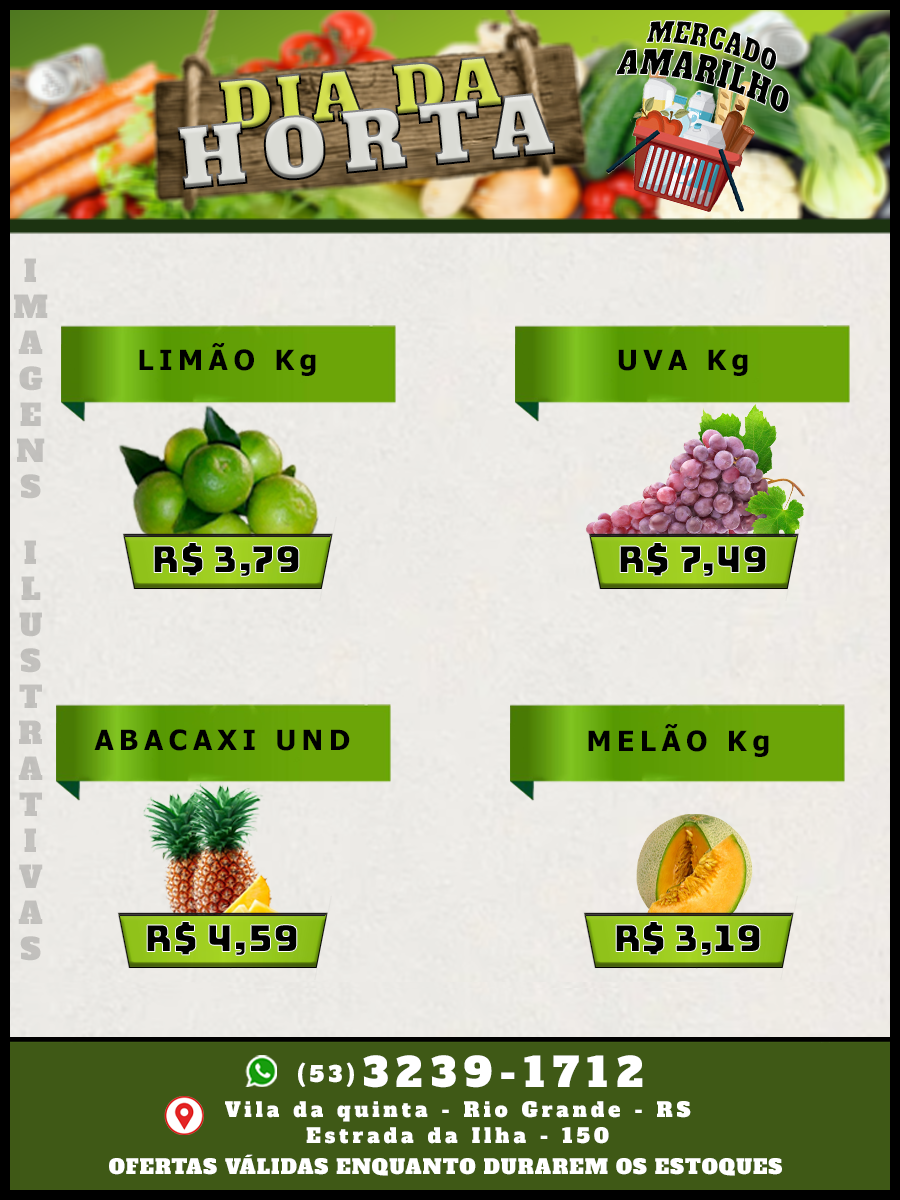 DIA DA
HORTA
MERCADO
AMARILHO
IMAGENS ILUSTRATIVAS
LIMÃO Kg
R$ 3,79
UVA Kg
R$ 7,49
ABACAXI UND
R$ 4,59
MELÃO Kg
R$ 3,19
(53) 3239-1712
Vila da quinta - Rio Grande - RS
Estrada da Ilha - 150
OFERTAS VÁLIDAS ENQUANTO DURAREM OS ESTOQUES